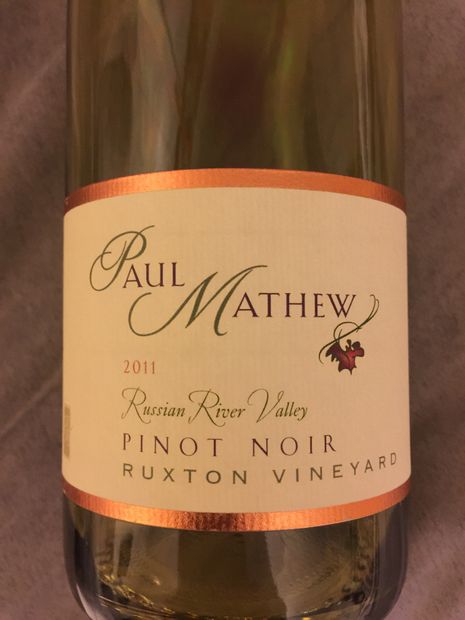 PAUL
MATHEW
2011
Russian River Valley
PINOT NOIR
RUXTON VINEYARD